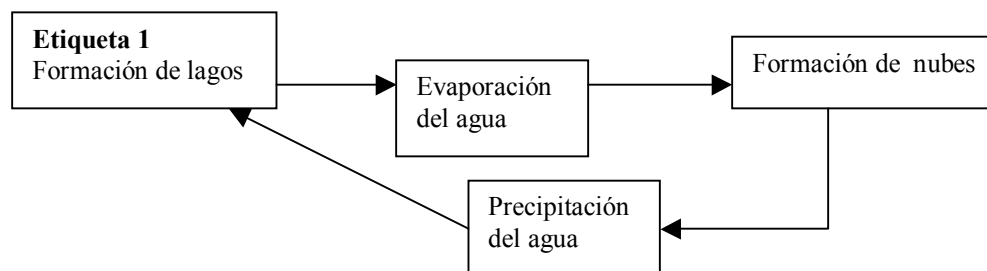 Etiqueta 1
Formación de lagos
Evaporación
del agua
Formación de nubes
Precipitación
del agua